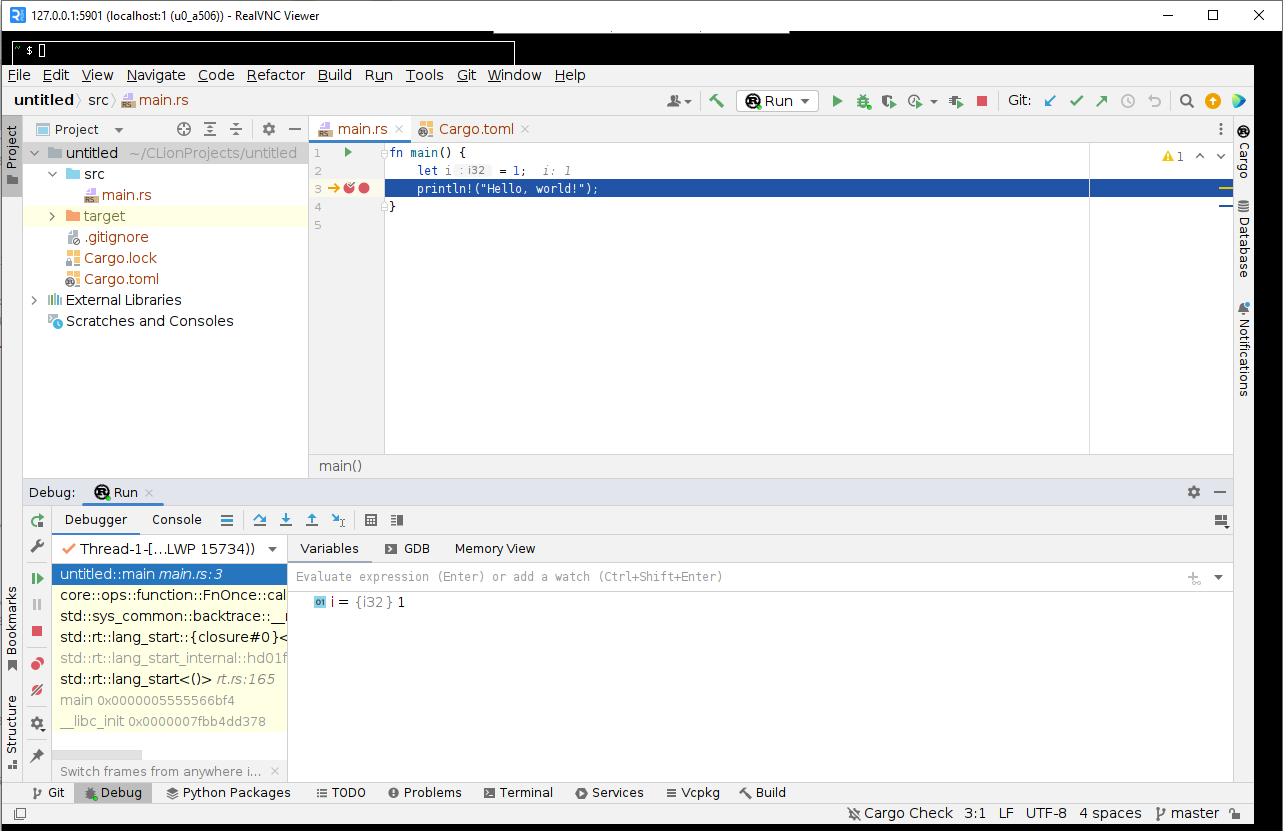 127.0.0.1:5901 (localhost:1 (u0_a506)) - RealVNC Viewer
~ $
File Edit View Navigate Code Refactor Build Run Tools Git Window Help
untitled src main.rs Run Git:
Project
Project
main.rs
Cargo.toml
untitled ~/CLionProjects/untitled
src
main.rs
target
.gitignore
Cargo.lock
Cargo.toml
External Libraries
Scratches and Consoles
1 fn main() {
2 let i : i32 = 1; i: 1
3 println!("Hello, world!");
4 }
5
1
main()
Cargo
Database
Notifications
Debug: Run
Debugger Console
Thread-1-[...LWP 15734))
untitled::main main.rs:3
core::ops::function::FnOnce::cal
std::sys_common::backtrace::__r
std::rt::lang_start::{closure#0}<
std::rt::lang_start_internal::hd01f
std::rt::lang_start<()> rt.rs:165
main 0x0000005555566bf4
__libc_init 0x0000007fbb4dd378
Switch frames from anywhere i...
Variables GDB Memory View
Evaluate expression (Enter) or add a watch (Ctrl+Shift+Enter)
01 i = {i32} 1
Bookmarks
Structure
Git Debug Python Packages TODO Problems Terminal Services Vcpkg Build
Cargo Check 3:1 LF UTF-8 4 spaces master